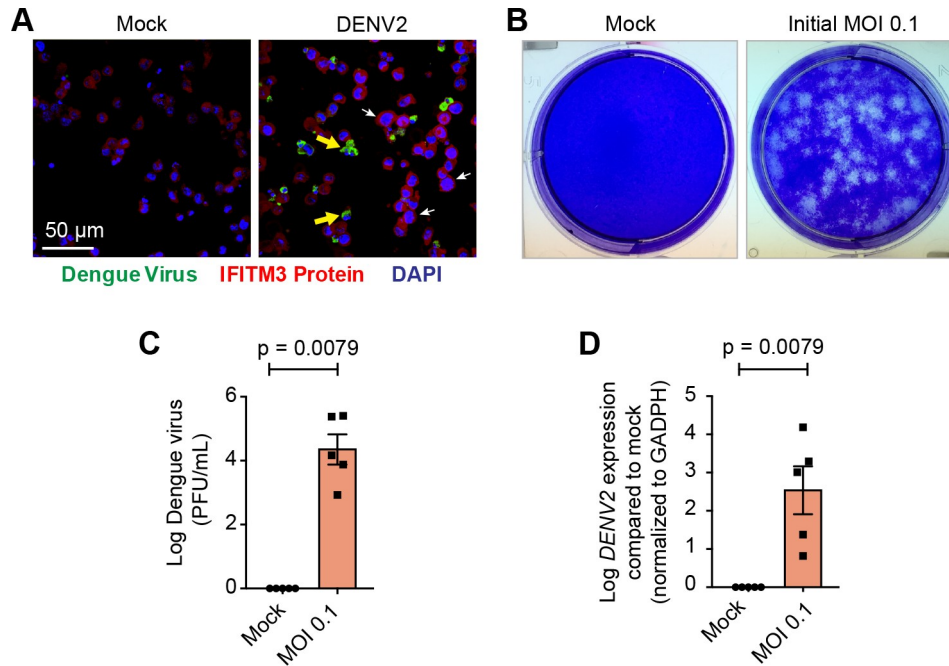 A
Mock
DENV2
50 µm
Dengue Virus IFITM3 Protein DAPI
B
Mock
Initial MOI 0.1
C
p = 0.0079
Log Dengue virus
(PFU/mL)
6
4
2
0
Mock
MOI 0.1
D
p = 0.0079
Log DENV2 expression
compared to mock
(normalized to GADPH)
5
4
3
2
1
0
Mock
MOI 0.1